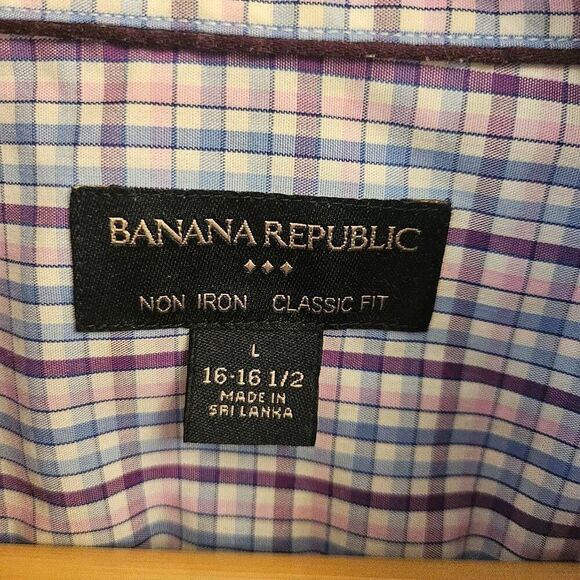 BANANA REPUBLIC
NON IRON CLASSIC FIT
L
16-16 1/2
MADE IN
SRI LANKA